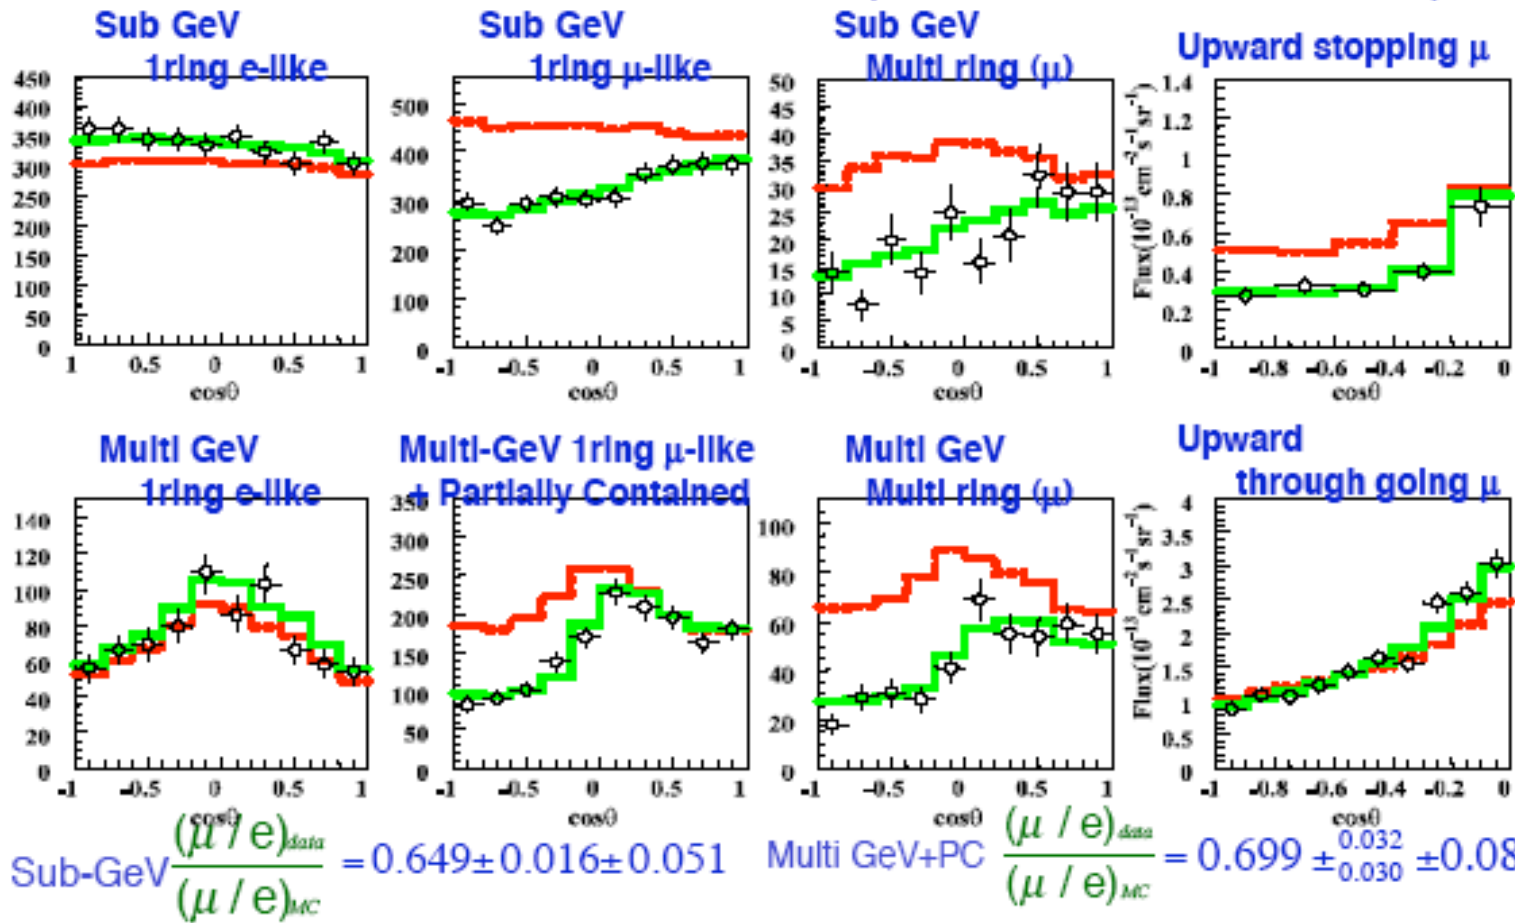 Sub GeV
1ring e-like
450
400
350
300
250
200
150
100
50
0
1 0.5 0 0.5 1
cosθ
Sub GeV
1ring μ-like
500
400
300
200
100
0
-1 -0.5 0 0.5 1
cosθ
Sub GeV
Multi ring (μ)
50
45
40
35
30
25
20
15
10
5
0
-1 -0.5 0 0.5 1
cosθ
Upward stopping μ
Flux(10⁻¹³cm⁻²s⁻¹sr⁻¹)
1.4
1.2
1
0.8
0.6
0.4
0.2
0
-1 -0.8 -0.6 -0.4 -0.2 0
cosθ
Multi GeV
1ring e-like
140
120
100
80
60
40
20
0
-1 -0.5 0 0.5 1
cosθ
Multi-GeV 1ring μ-like
+ Partially Contained
350
300
250
200
150
100
50
0
-1 -0.5 0 0.5 1
cosθ
Multi GeV
Multi ring (μ)
100
80
60
40
20
0
-1 -0.5 0 0.5 1
cosθ
Upward
through going μ
Flux(10⁻¹³cm⁻²s⁻¹sr⁻¹)
4
3.5
3
2.5
2
1.5
1
0.5
0
-1 -0.8 -0.6 -0.4 -0.2 0
cosθ
Sub-GeV (μ / e)data / (μ / e)MC = 0.649± 0.016± 0.051
Multi GeV+PC (μ / e)data / (μ / e)MC = 0.699 ± 0.032 0.030 ±0.08